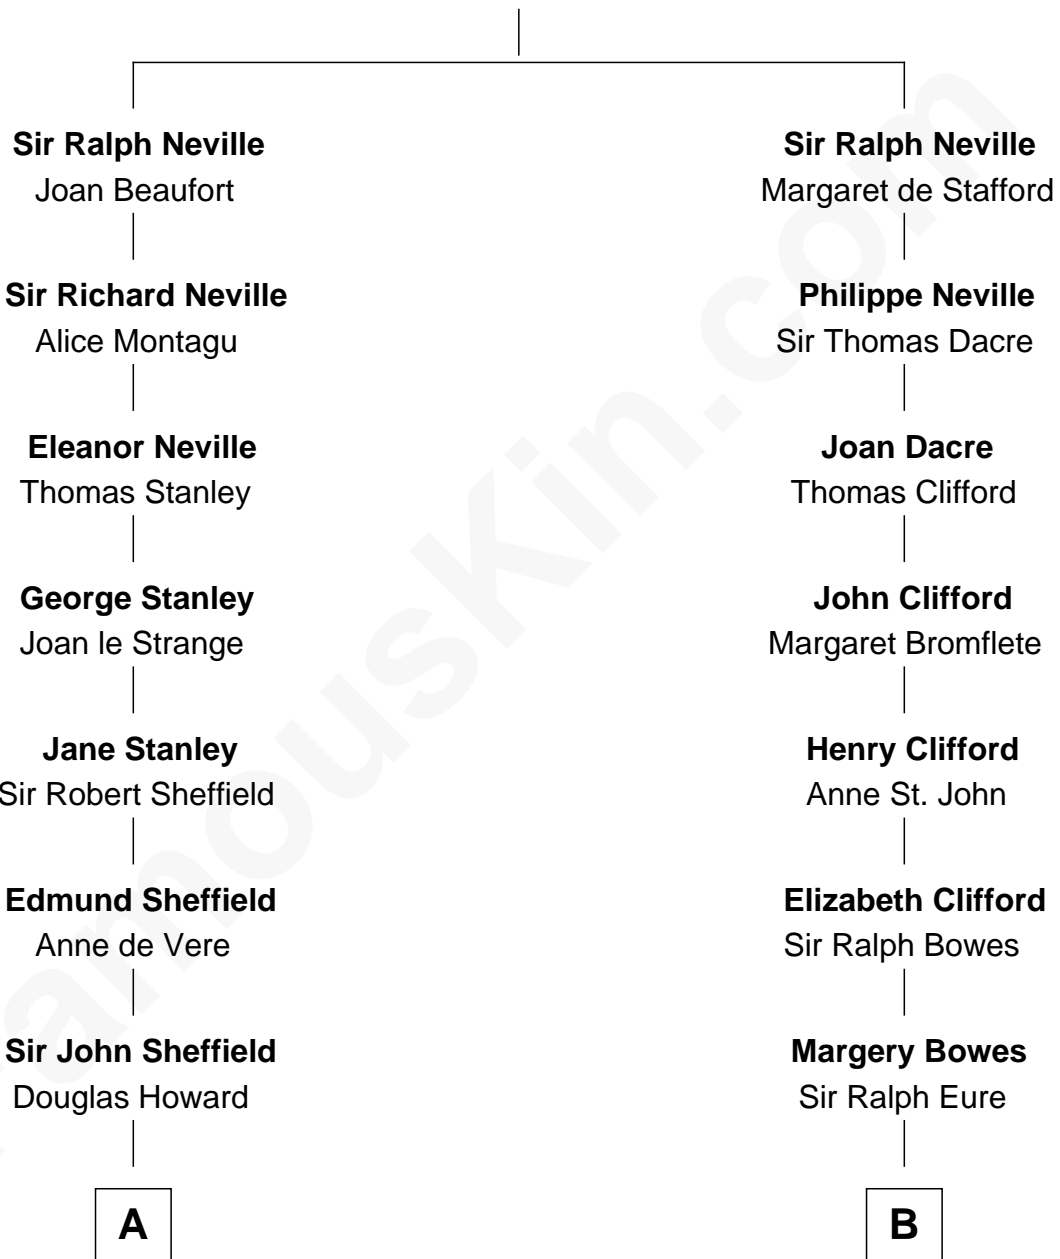 Sir Ralph Neville
Joan Beaufort
Sir Richard Neville
Alice Montagu
Eleanor Neville
Thomas Stanley
George Stanley
Joan le Strange
Jane Stanley
Sir Robert Sheffield
Edmund Sheffield
Anne de Vere
Sir John Sheffield
Douglas Howard
A
Sir Ralph Neville
Margaret de Stafford
Philippe Neville
Sir Thomas Dacre
Joan Dacre
Thomas Clifford
John Clifford
Margaret Bromflete
Henry Clifford
Anne St. John
Elizabeth Clifford
Sir Ralph Bowes
Margery Bowes
Sir Ralph Eure
B
famouskin.com